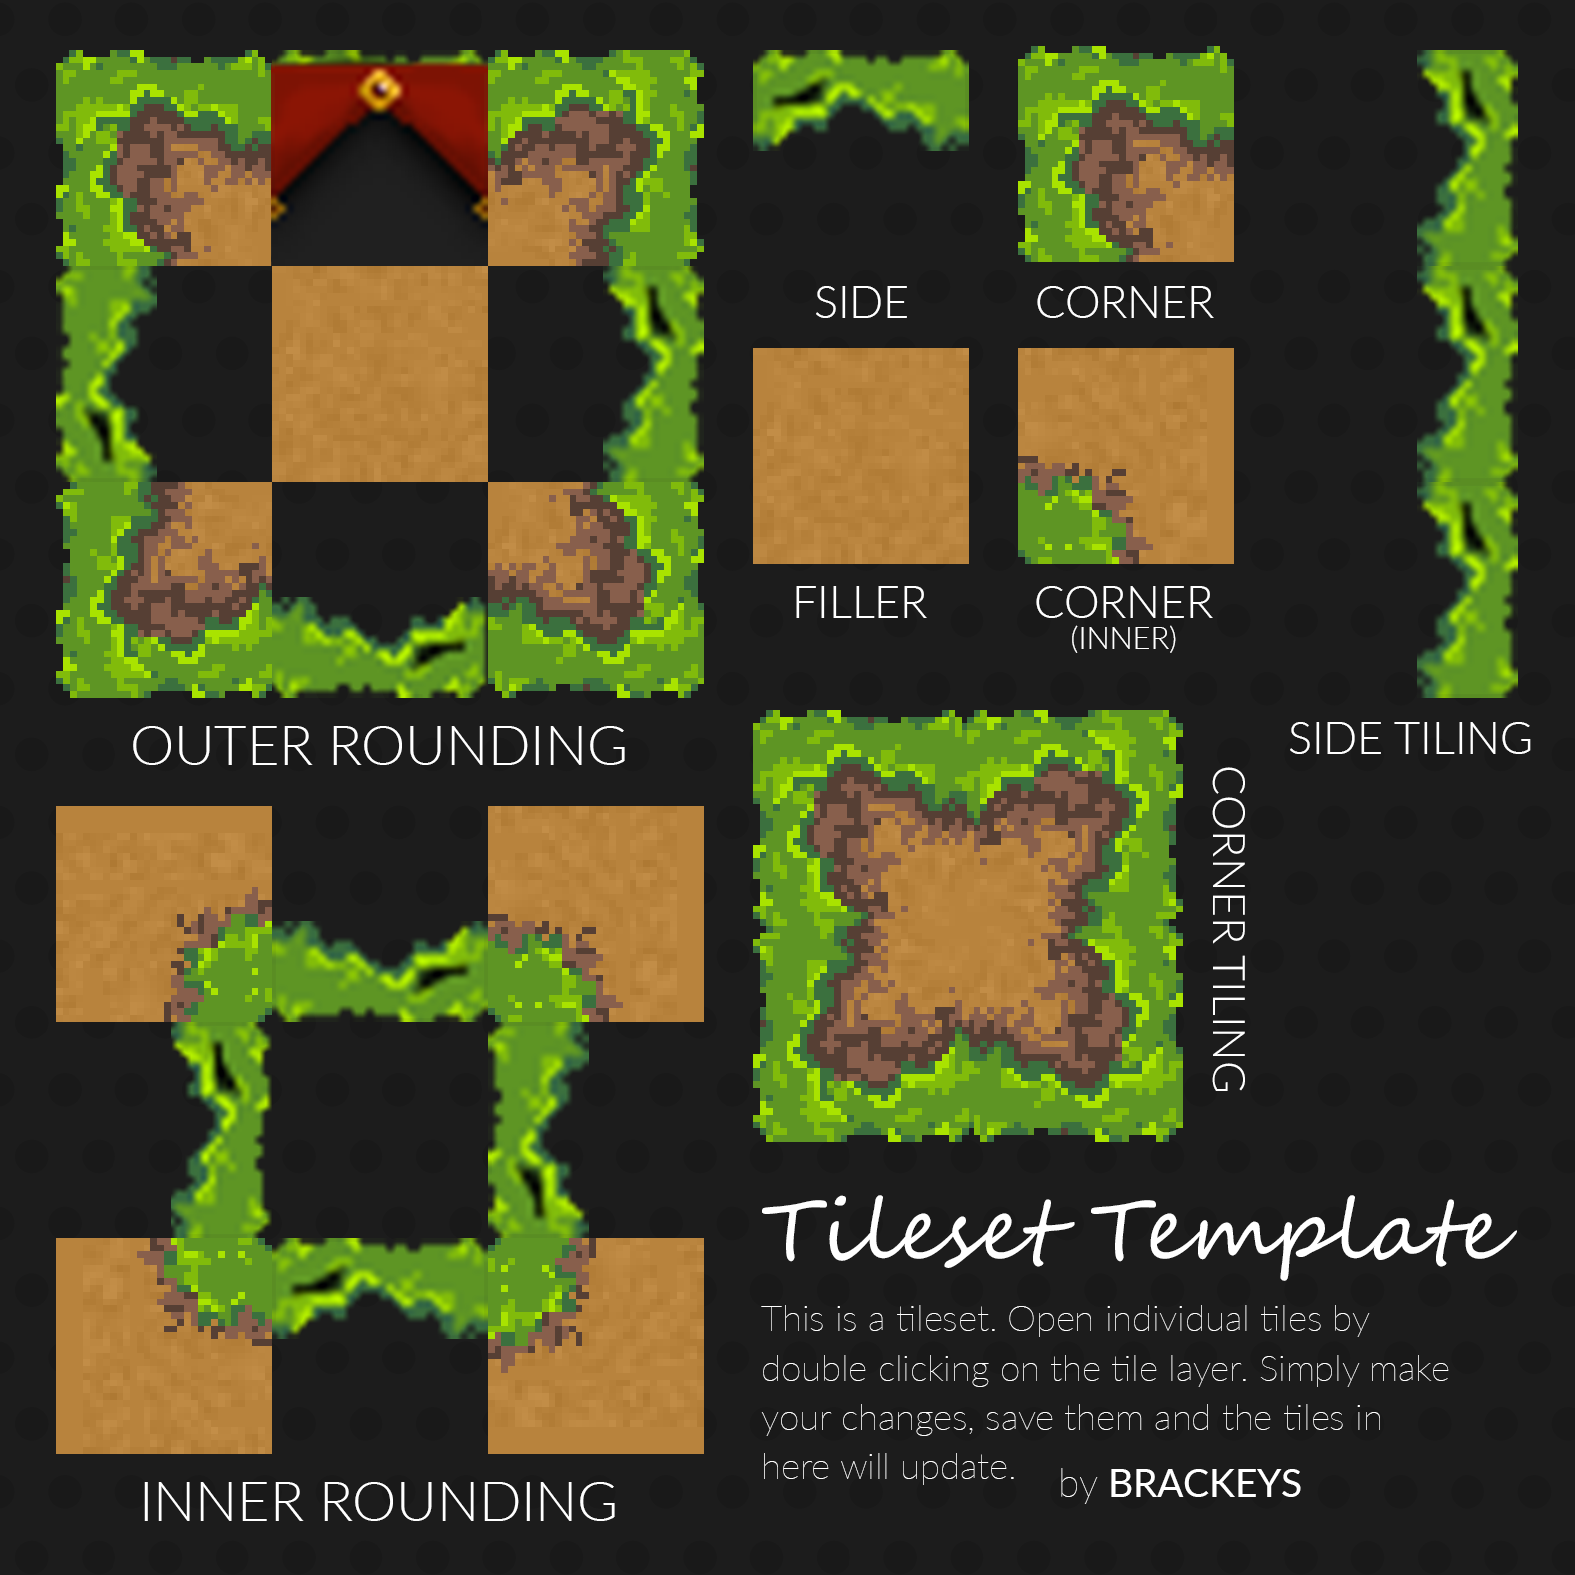 SIDE
CORNER
FILLER
CORNER
(INNER)
OUTER ROUNDING
SIDE TILING
CORNER TILING
Tileset Template
This is a tileset. Open individual tiles by
double clicking on the tile layer. Simply make
your changes, save them and the tiles in
here will update.
by BRACKEYS
INNER ROUNDING